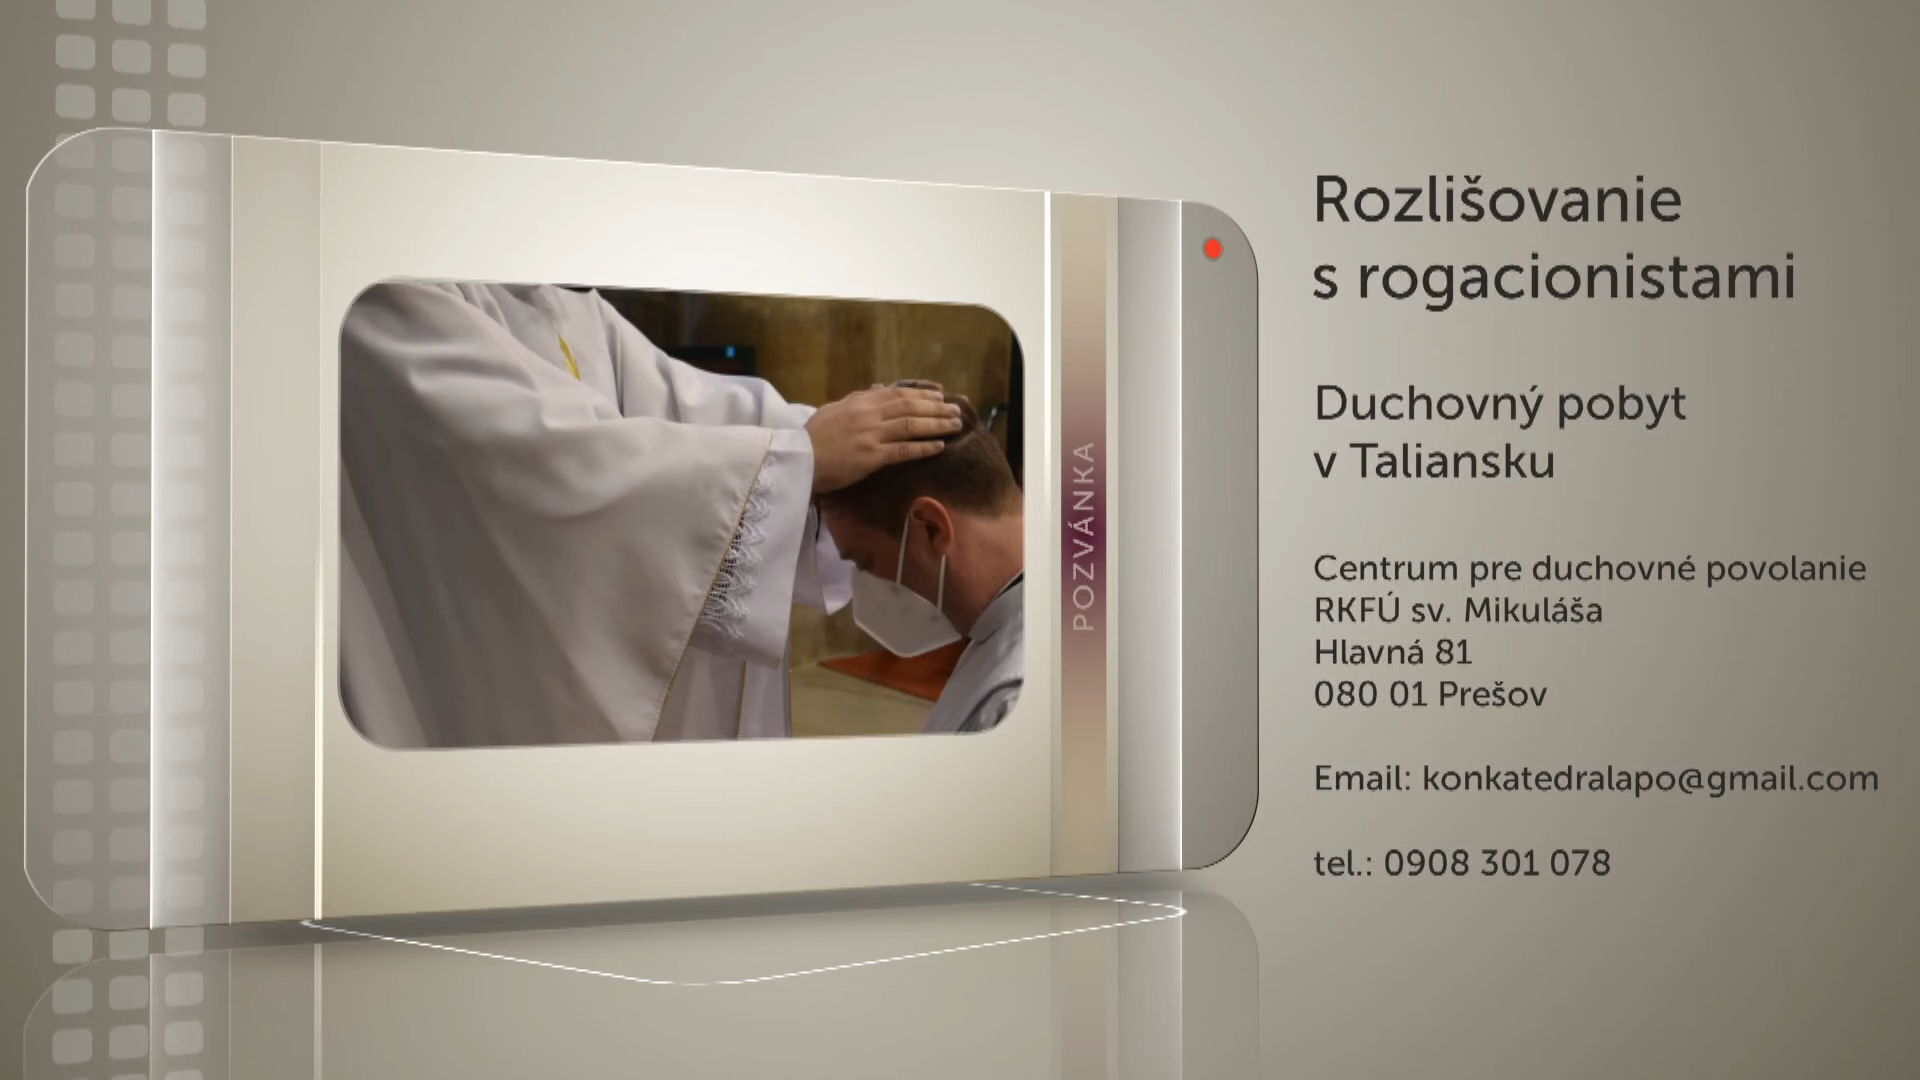 POZVÁNKA
Rozlišovanie
s rogacionistami
Duchovný pobyt
v Taliansku
Centrum pre duchovné povolanie
RKFÚ sv. Mikuláša
Hlavná 81
080 01 Prešov
Email: konkatedralapo@gmail.com
tel.: 0908 301 078